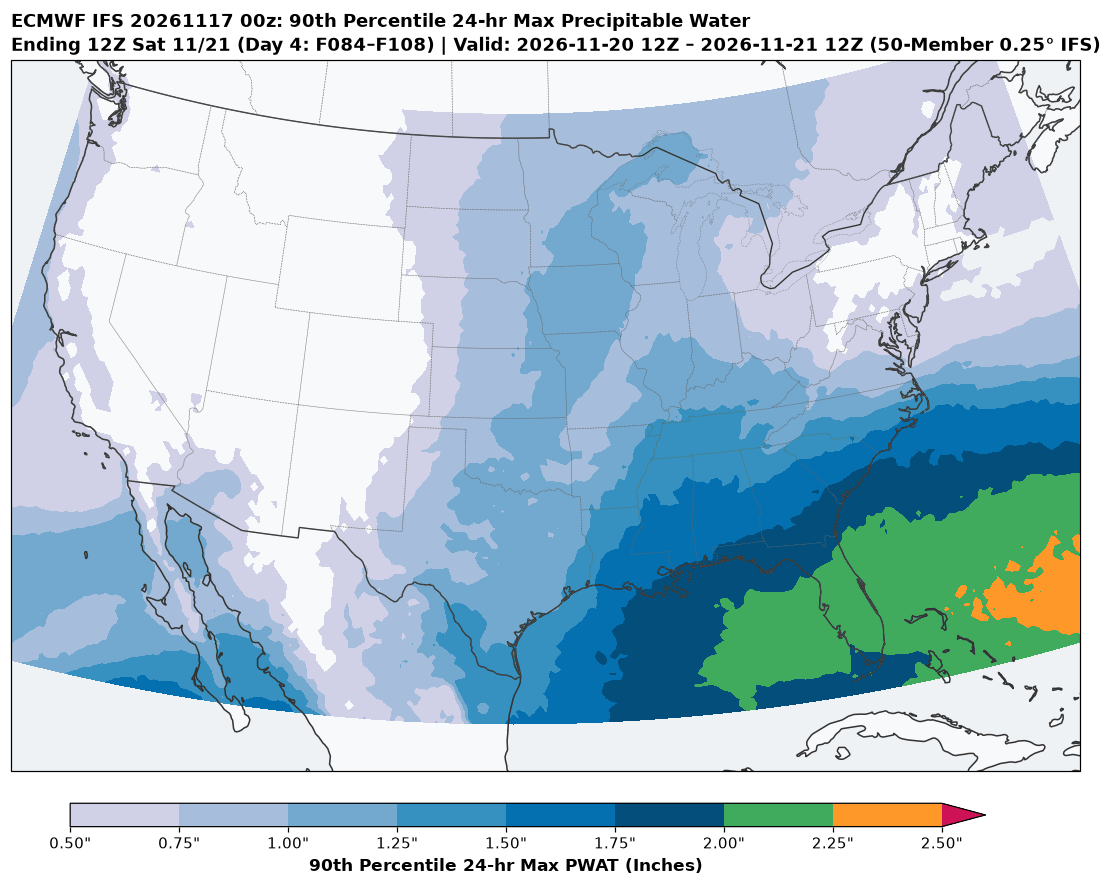 ECMWF IFS 20261117 00z: 90th Percentile 24-hr Max Precipitable Water
Ending 12Z Sat 11/21 (Day 4: F084–F108) | Valid: 2026-11-20 12Z – 2026-11-21 12Z (50-Member 0.25° IFS)
0.50" 0.75" 1.00" 1.25" 1.50" 1.75" 2.00" 2.25" 2.50"
90th Percentile 24-hr Max PWAT (Inches)